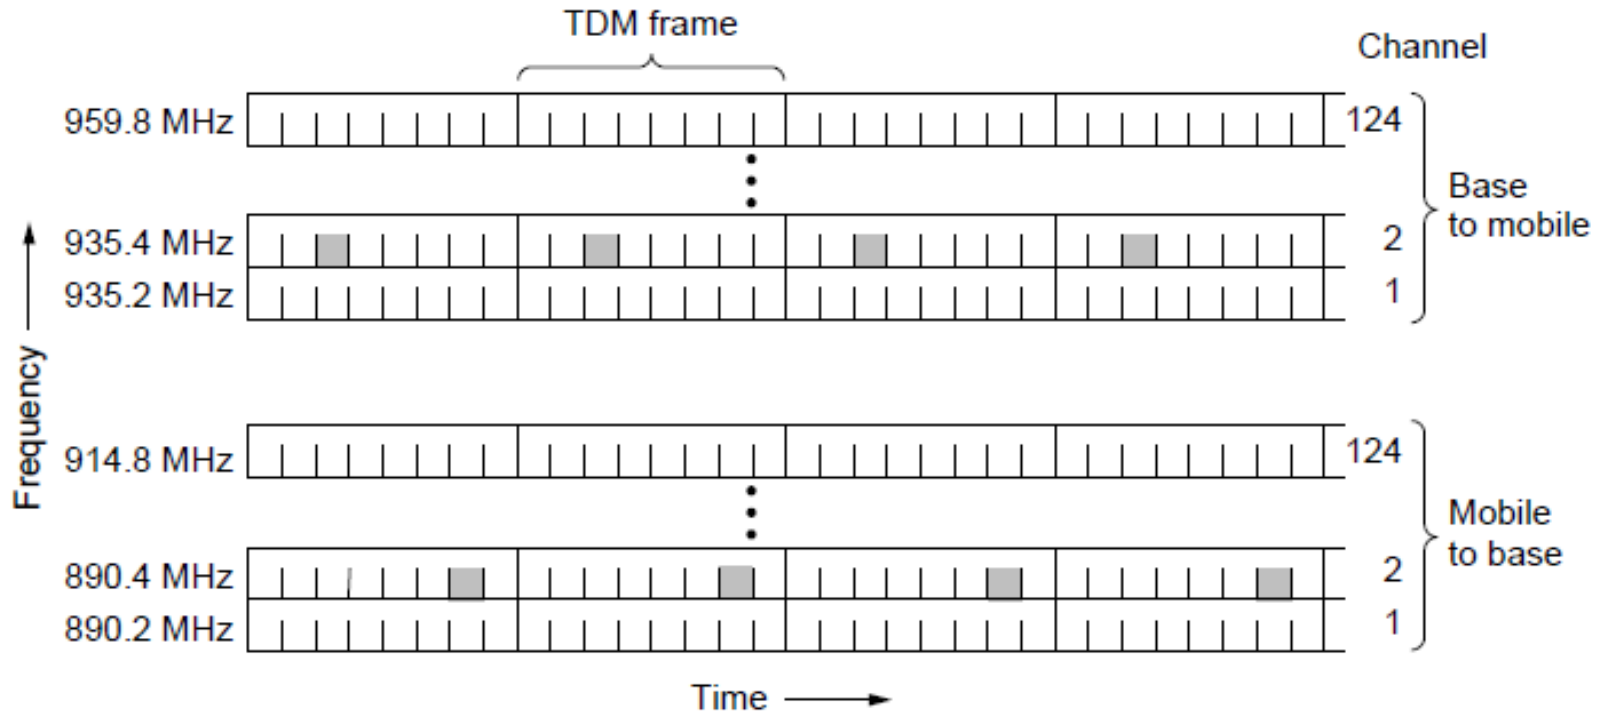 TDM frame
Channel
959.8 MHz
124
Base
to mobile
935.4 MHz
2
935.2 MHz
1
Frequency
914.8 MHz
124
Mobile
to base
890.4 MHz
2
890.2 MHz
1
Time